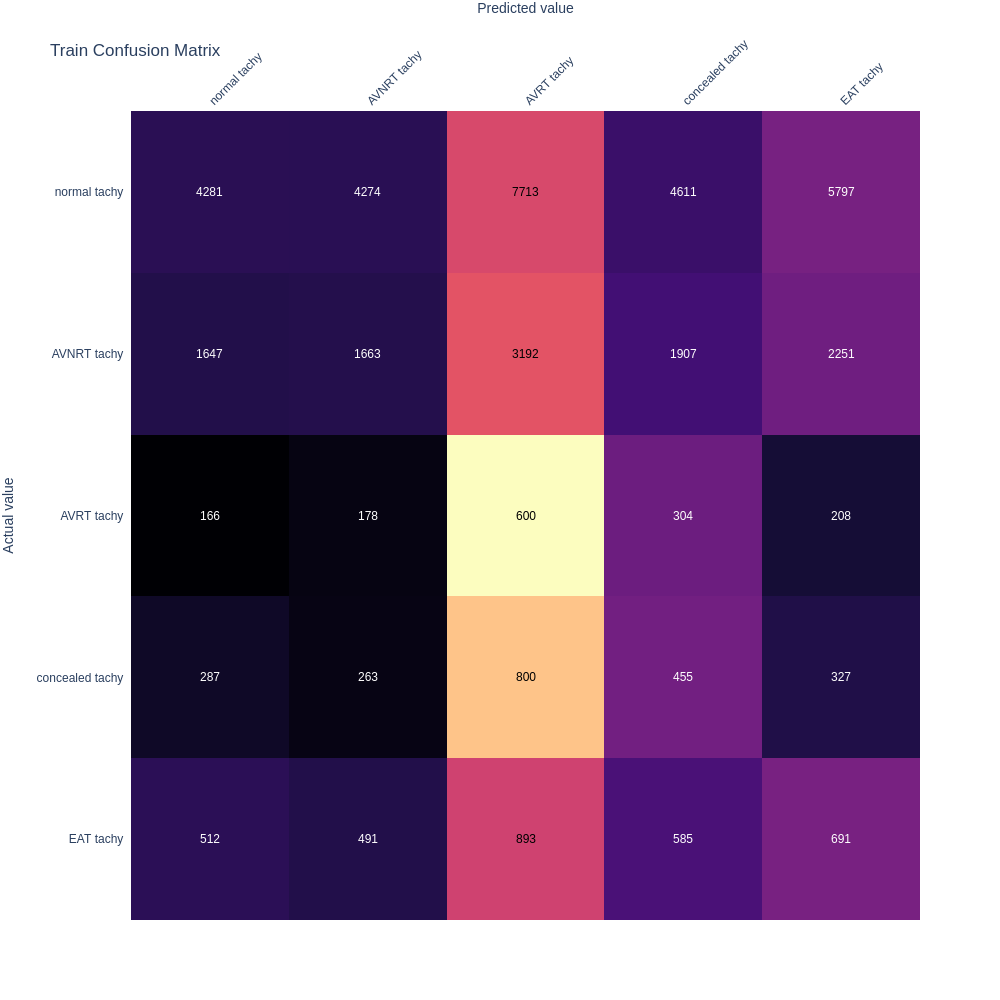 Predicted value
Train Confusion Matrix
normal tachy AVNRT tachy AVRT tachy concealed tachy EAT tachy
normal tachy 4281 4274 7713 4611 5797
AVNRT tachy 1647 1663 3192 1907 2251
Actual value
AVRT tachy 166 178 600 304 208
concealed tachy 287 263 800 455 327
EAT tachy 512 491 893 585 691